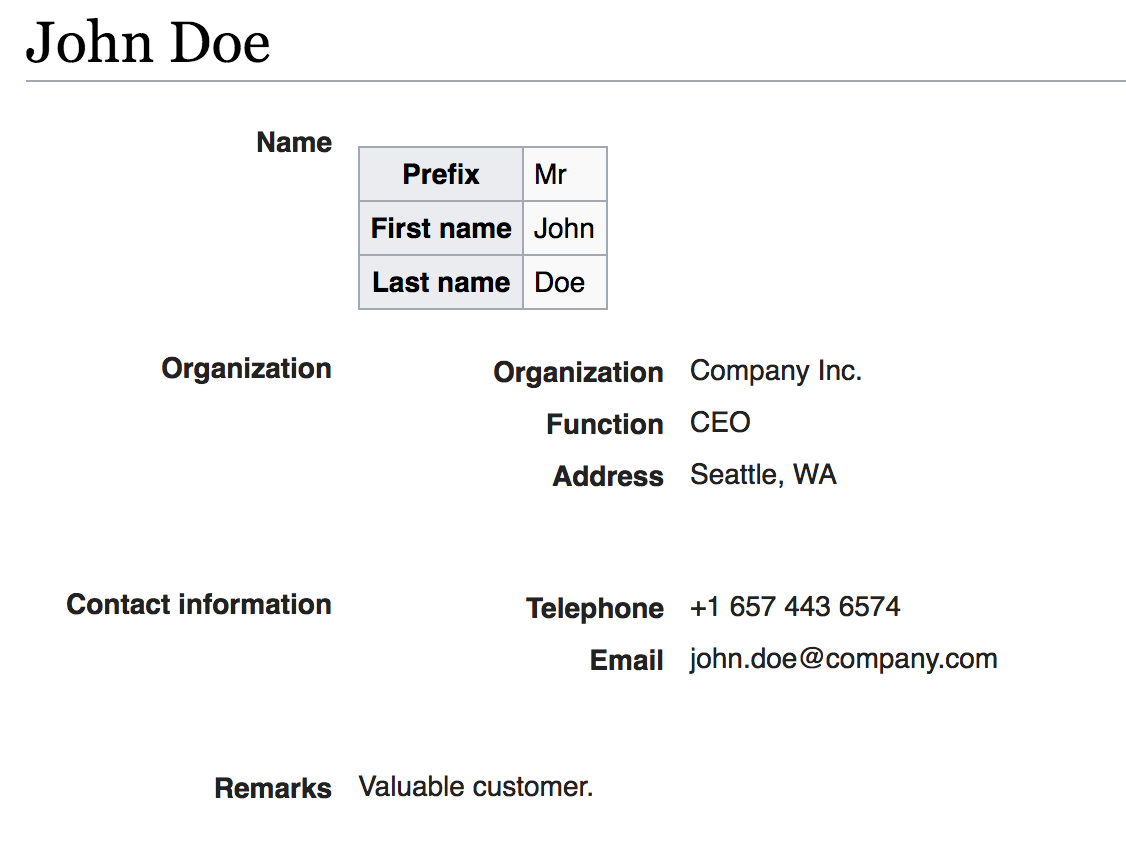 John Doe
Name
Prefix Mr
First name John
Last name Doe
Organization Organization Company Inc.
Function CEO
Address Seattle, WA
Contact information Telephone +1 657 443 6574
Email john.doe@company.com
Remarks Valuable customer.